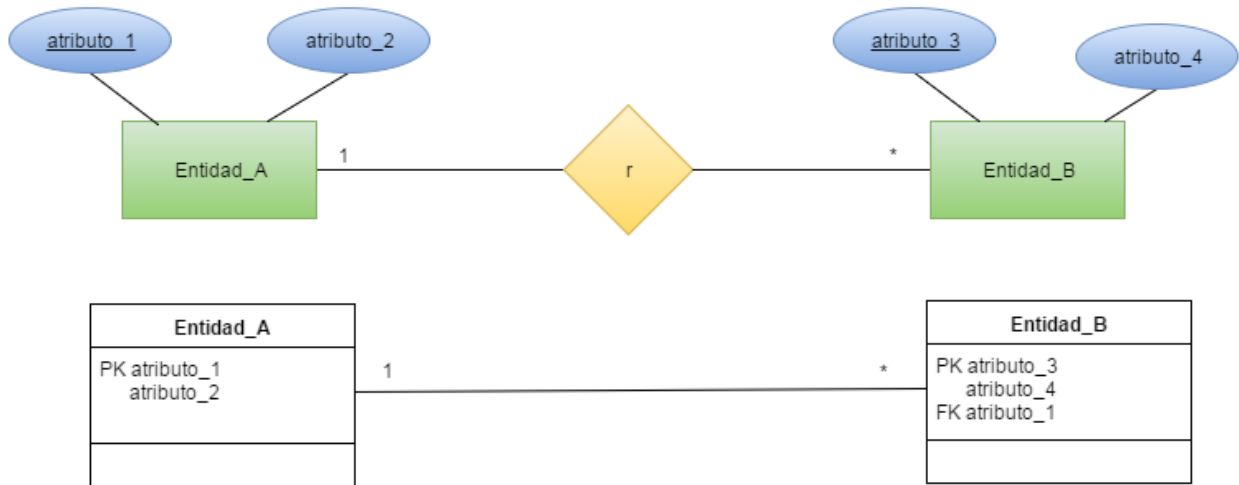 atributo_1
atributo_2
atributo_3
atributo_4
Entidad_A
1
r
*
Entidad_B
Entidad_A
PK atributo_1
atributo_2
1
*
Entidad_B
PK atributo_3
atributo_4
FK atributo_1